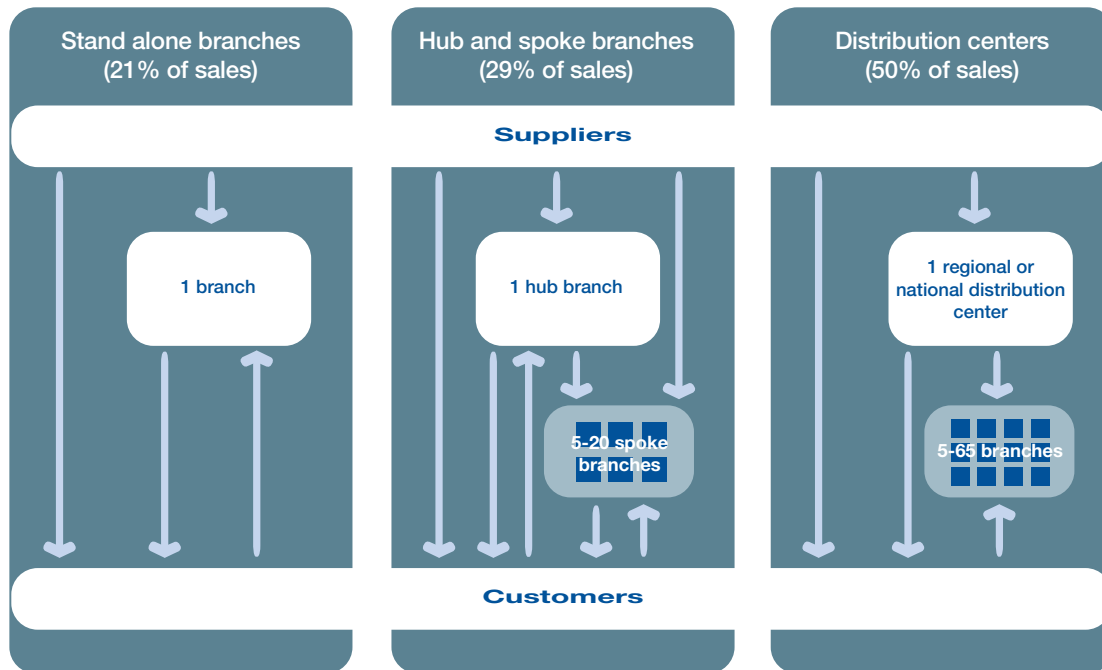 Stand alone branches
(21% of sales)
Hub and spoke branches
(29% of sales)
Distribution centers
(50% of sales)
Suppliers
1 branch
1 hub branch
1 regional or
national distribution
center
5-20 spoke
branches
5-65 branches
Customers